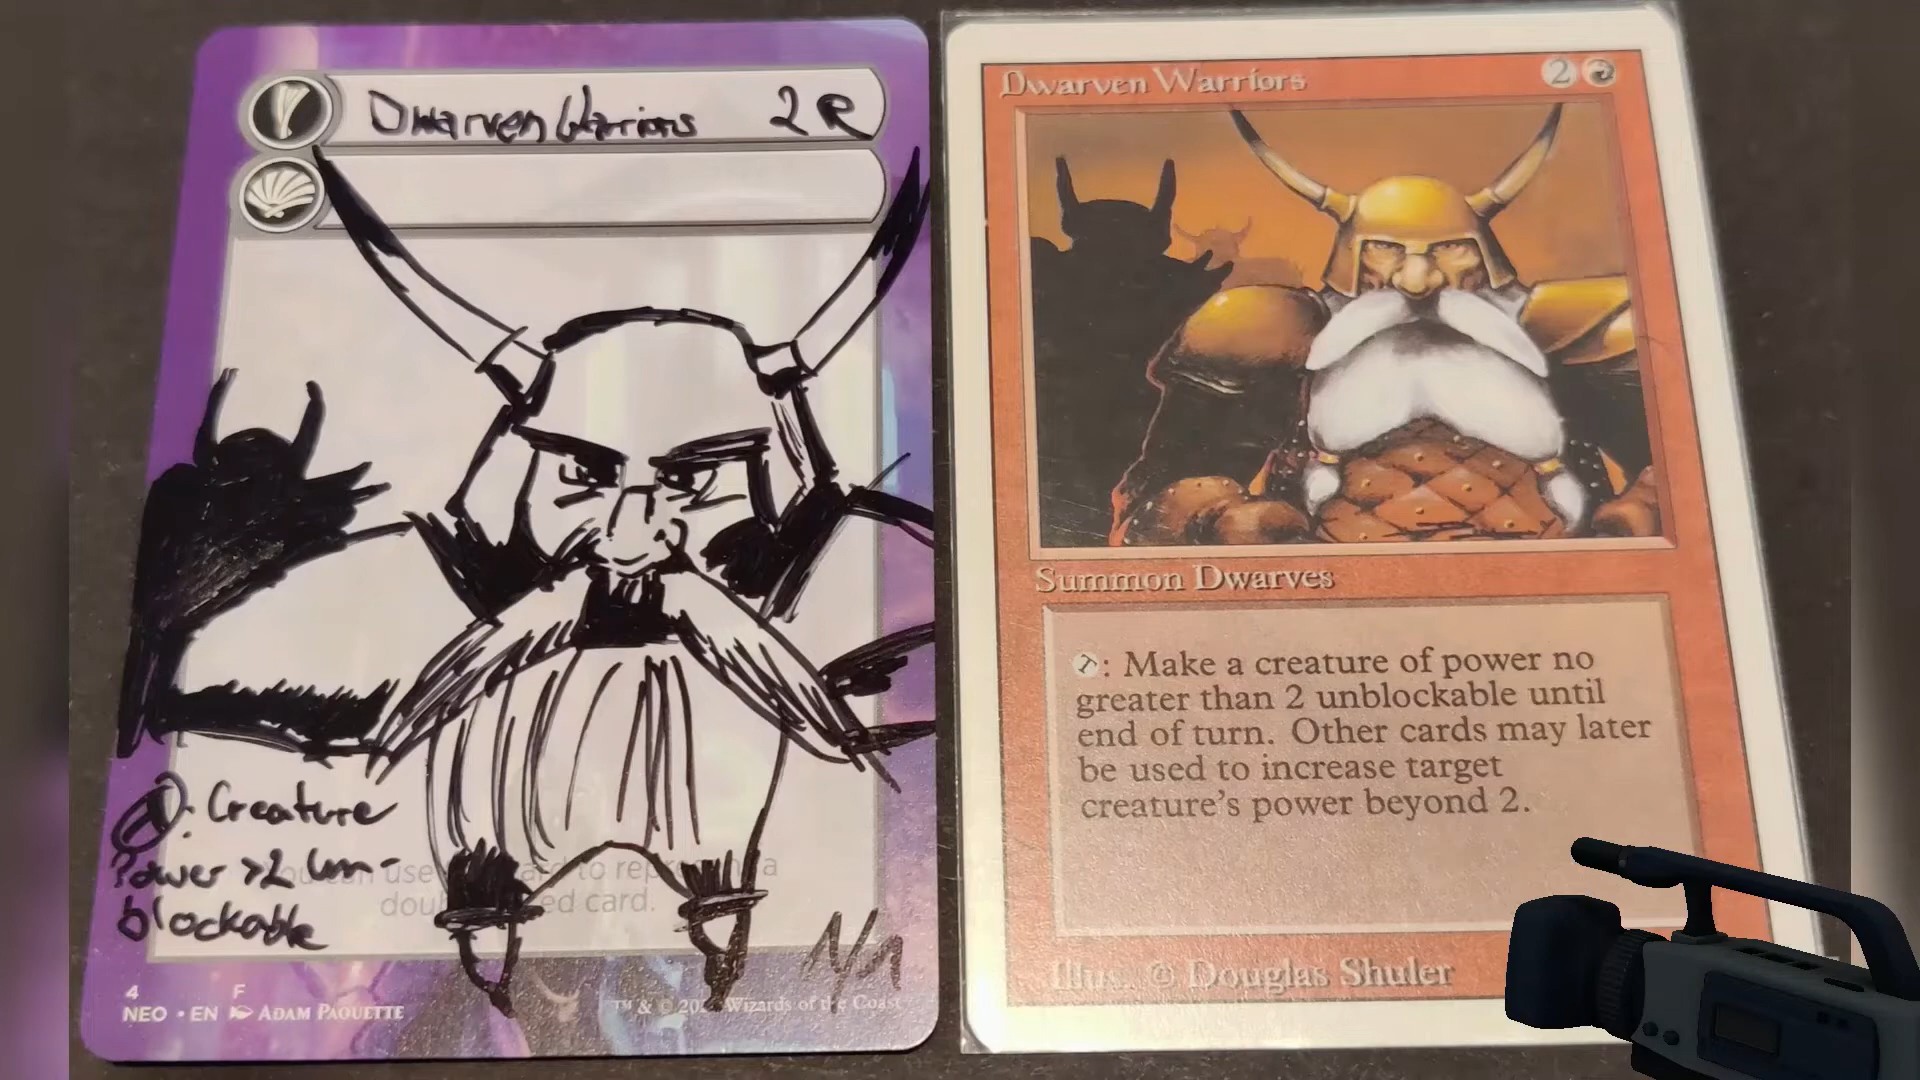 Dwarven Warriors 2 R
: Creature
Power >2 un-
blockable
You can use card to represent a
double ed card.
N/1
4 F
NEO • EN ADAM PAQUETTE
™ & © 20 Wizards of the Coast
Dwarven Warriors 2
Summon Dwarves
T: Make a creature of power no
greater than 2 unblockable until
end of turn. Other cards may later
be used to increase target
creature's power beyond 2.
Illus. © Douglas Shuler